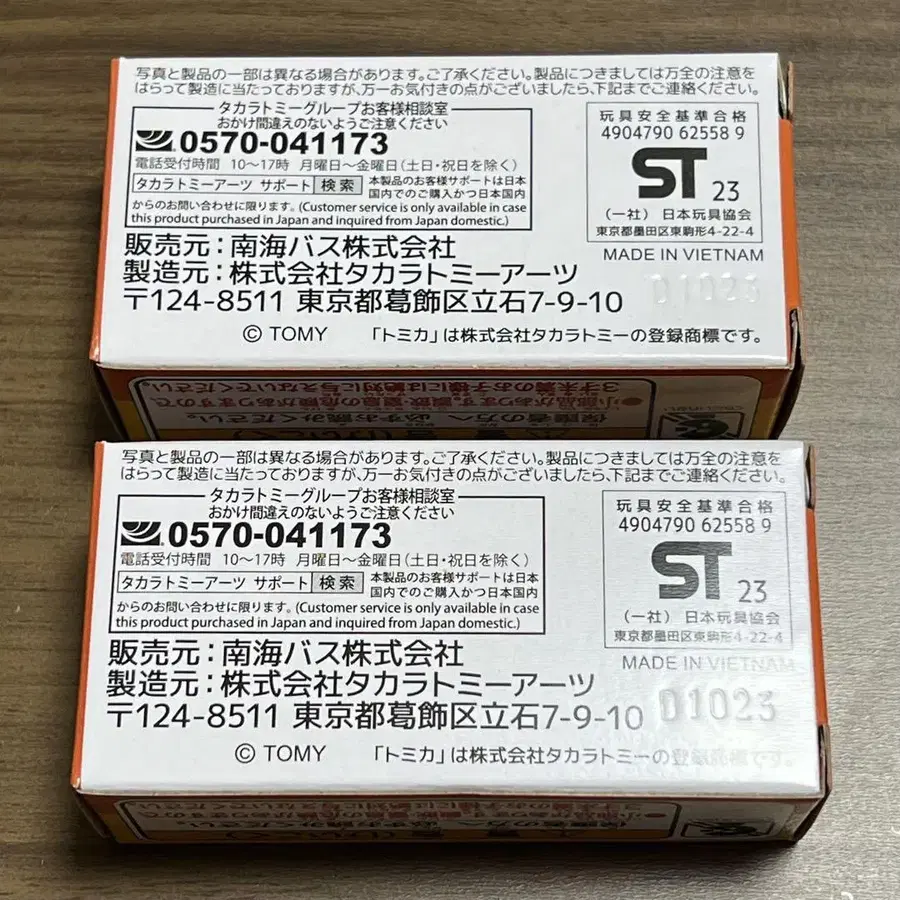 写真と製品の一部は異なる場合があります。ご了承ください。製品につきましては万全の注意を
はらって製造に当たっておりますが、万一お気付きの点がございましたら、下記までご連絡ください。
タカラトミーグループお客様相談室
おかけ間違えのないようご注意ください
0570-041173
電話受付時間 10〜17時 月曜日〜金曜日(土日・祝日を除く)
タカラトミーアーツ サポート 検索 本製品のお客様サポートは日本
国内でのご購入かつ日本国内
からのお問い合わせに限ります。(Customer service is only available in case
this product purchased in Japan and inquired from Japan domestic.)
玩具安全基準合格
4904790 62558 9
ST 23
(一社) 日本玩具協会
東京都墨田区東駒形4-22-4
MADE IN VIETNAM
販売元:南海バス株式会社
製造元:株式会社タカラトミーアーツ
〒124-8511 東京都葛飾区立石7-9-10
D1023
© TOMY 「トミカ」は株式会社タカラトミーの登録商標です。
保護者の方へ 必ずお読みください。
写真と製品の一部は異なる場合があります。ご了承ください。製品につきましては万全の注意を
はらって製造に当たっておりますが、万一お気付きの点がございましたら、下記までご連絡ください。
タカラトミーグループお客様相談室
おかけ間違えのないようご注意ください
0570-041173
電話受付時間 10〜17時 月曜日〜金曜日(土日・祝日を除く)
タカラトミーアーツ サポート 検索 本製品のお客様サポートは日本
国内でのご購入かつ日本国内
からのお問い合わせに限ります。(Customer service is only available in case
this product purchased in Japan and inquired from Japan domestic.)
玩具安全基準合格
4904790 62558 9
ST 23
(一社) 日本玩具協会
東京都墨田区東駒形4-22-4
MADE IN VIETNAM
販売元:南海バス株式会社
製造元:株式会社タカラトミーアーツ
〒124-8511 東京都葛飾区立石7-9-10
D1023
© TOMY 「トミカ」は株式会社タカラトミーの登録商標です。